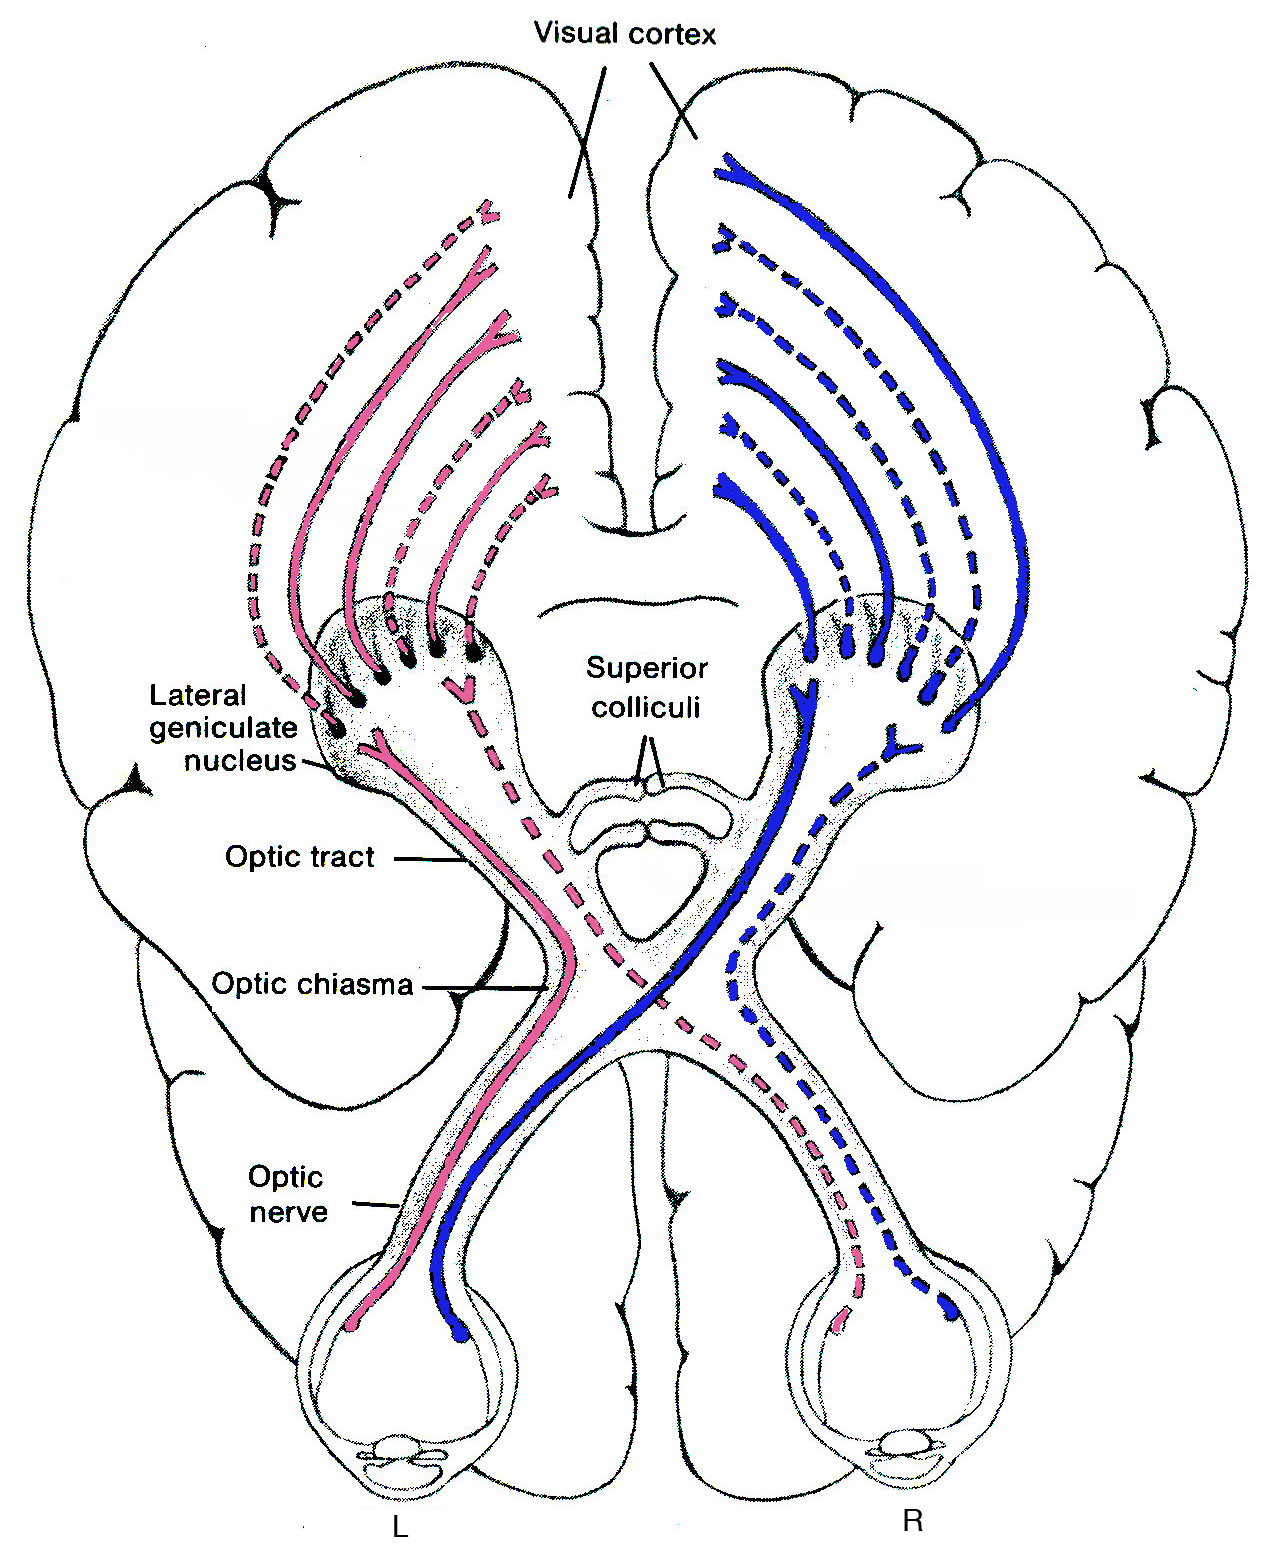 Visual cortex
Superior
colliculi
Lateral
geniculate
nucleus
Optic tract
Optic chiasma
Optic
nerve
L
R